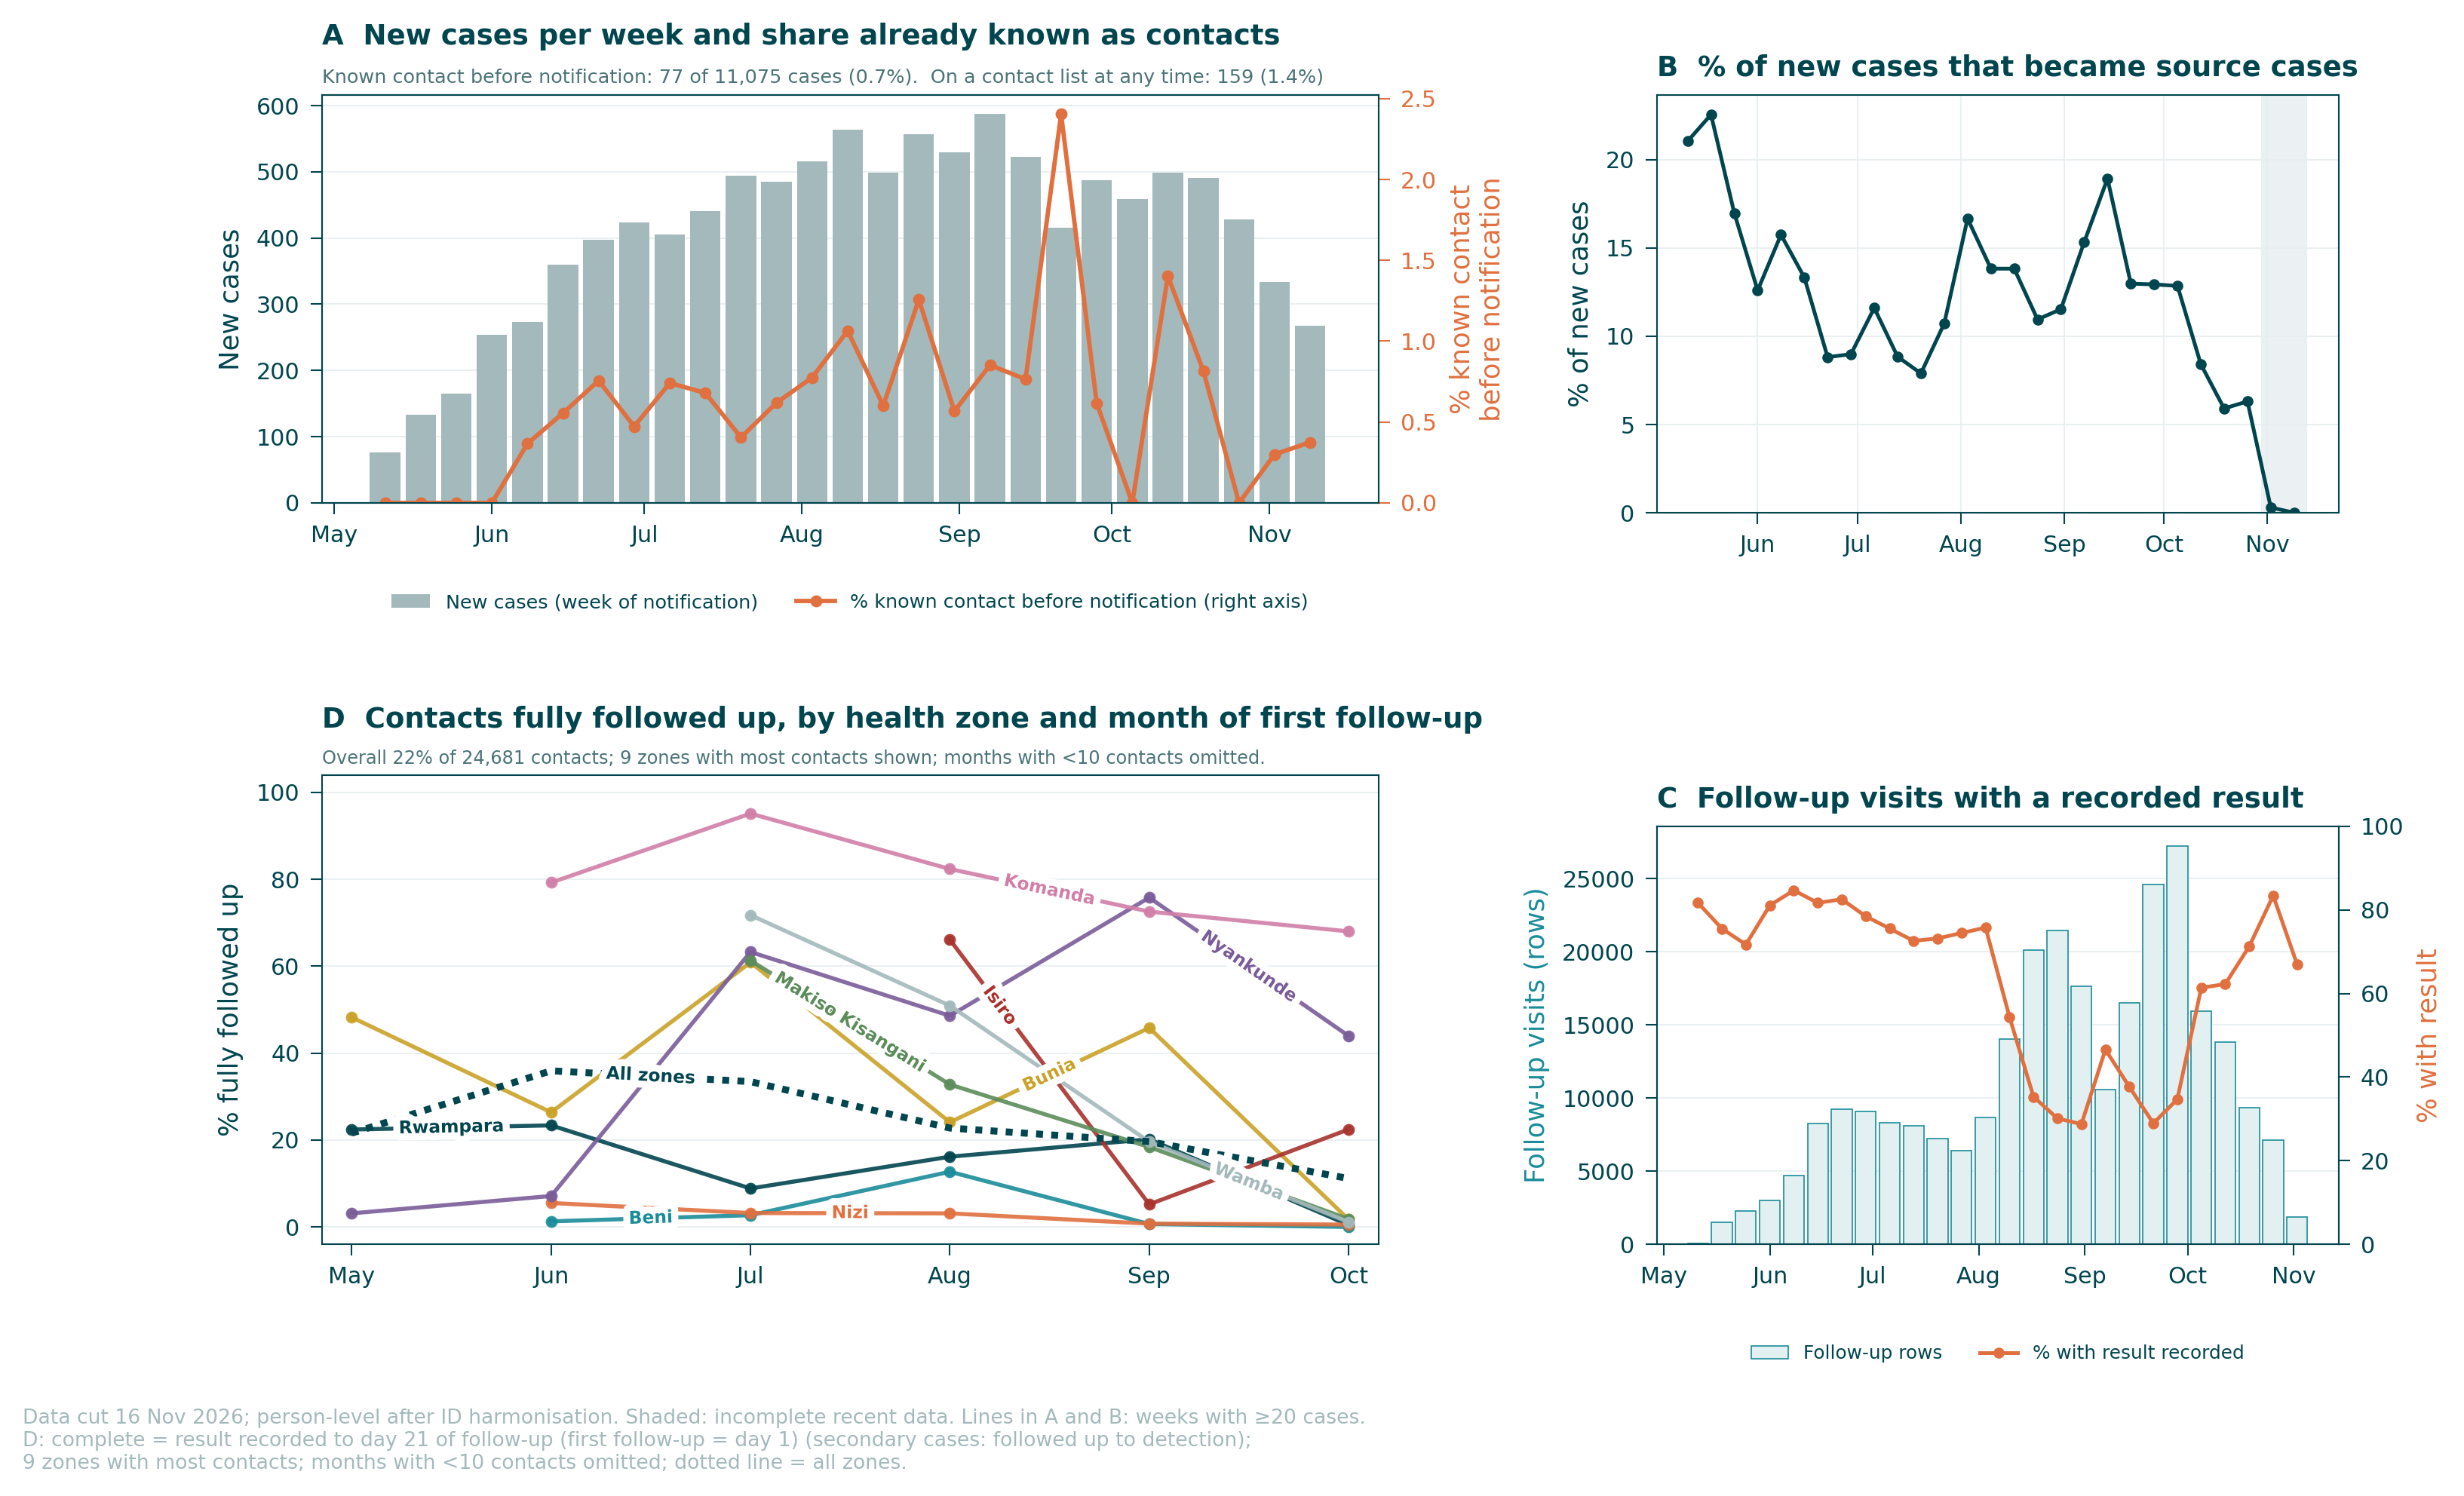 A  New cases per week and share already known as contacts
Known contact before notification: 77 of 11,075 cases (0.7%).  On a contact list at any time: 159 (1.4%)
600
500
400
300
200
100
0
New cases
2.5
2.0
1.5
1.0
0.5
0.0
% known contact
before notification
May Jun Jul Aug Sep Oct Nov
New cases (week of notification)
% known contact before notification (right axis)
B  % of new cases that became source cases
20
15
10
5
0
% of new cases
Jun Jul Aug Sep Oct Nov
D  Contacts fully followed up, by health zone and month of first follow-up
Overall 22% of 24,681 contacts; 9 zones with most contacts shown; months with <10 contacts omitted.
100
80
60
40
20
0
% fully followed up
Komanda
Nyankunde
Isiro
Makiso Kisangani
Bunia
All zones
Rwampara
Wamba
Beni
Nizi
May Jun Jul Aug Sep Oct
C  Follow-up visits with a recorded result
25000
20000
15000
10000
5000
0
Follow-up visits (rows)
100
80
60
40
20
0
% with result
May Jun Jul Aug Sep Oct Nov
Follow-up rows
% with result recorded
Data cut 16 Nov 2026; person-level after ID harmonisation. Shaded: incomplete recent data. Lines in A and B: weeks with ≥20 cases.
D: complete = result recorded to day 21 of follow-up (first follow-up = day 1) (secondary cases: followed up to detection);
9 zones with most contacts; months with <10 contacts omitted; dotted line = all zones.